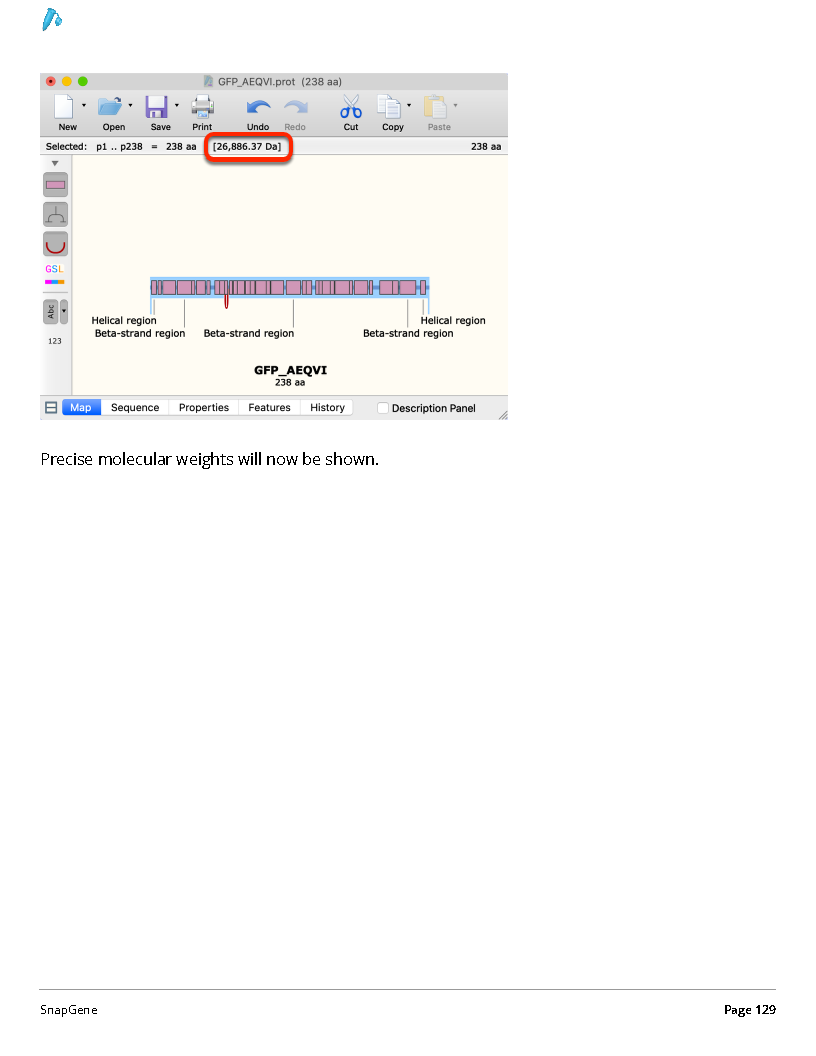 GFP_AEQVI.prot (238 aa)
New Open Save Print Undo Redo Cut Copy Paste
Selected: p1 .. p238 = 238 aa [26,886.37 Da] 238 aa
GSL
Abc
123
Helical region Helical region
Beta-strand region Beta-strand region Beta-strand region
GFP_AEQVI
238 aa
Map Sequence Properties Features History Description Panel
Precise molecular weights will now be shown.
SnapGene Page 129